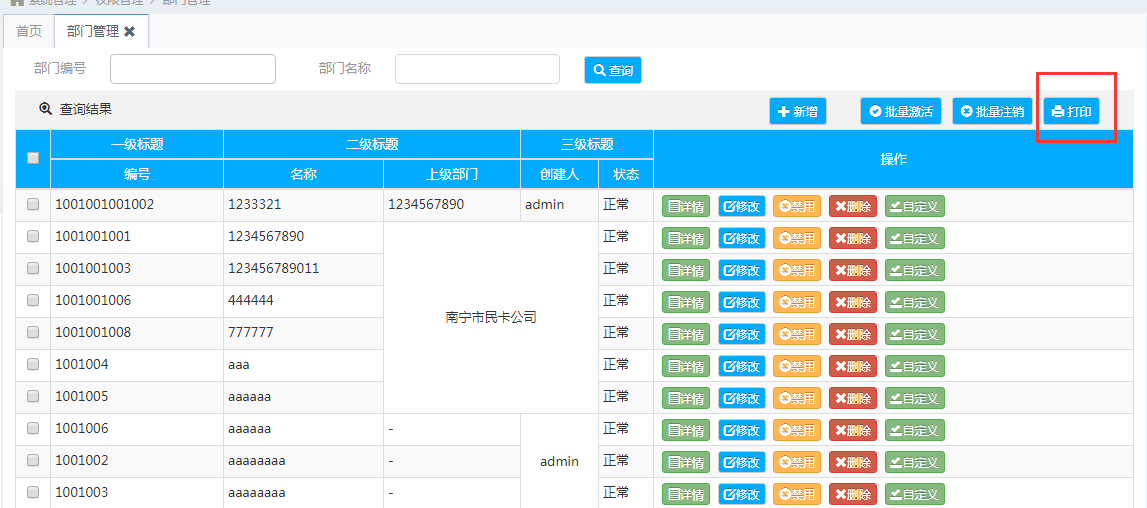 系统管理 / 权限管理 / 部门管理
首页 部门管理
部门编号 部门名称 查询
查询结果 新增 批量激活 批量注销 打印
一级标题 二级标题 三级标题 操作
编号 名称 上级部门 创建人 状态
1001001001002 1233321 1234567890 admin 正常 详情 修改 禁用 删除 自定义
1001001001 1234567890 正常 详情 修改 禁用 删除 自定义
1001001003 123456789011 正常 详情 修改 禁用 删除 自定义
1001001006 444444 正常 详情 修改 禁用 删除 自定义
南宁市民卡公司
1001001008 777777 正常 详情 修改 禁用 删除 自定义
1001004 aaa 正常 详情 修改 禁用 删除 自定义
1001005 aaaaaa 正常 详情 修改 禁用 删除 自定义
1001006 aaaaaa - 正常 详情 修改 禁用 删除 自定义
1001002 aaaaaaaa - admin 正常 详情 修改 禁用 删除 自定义
1001003 aaaaaaaa - 正常 详情 修改 禁用 删除 自定义